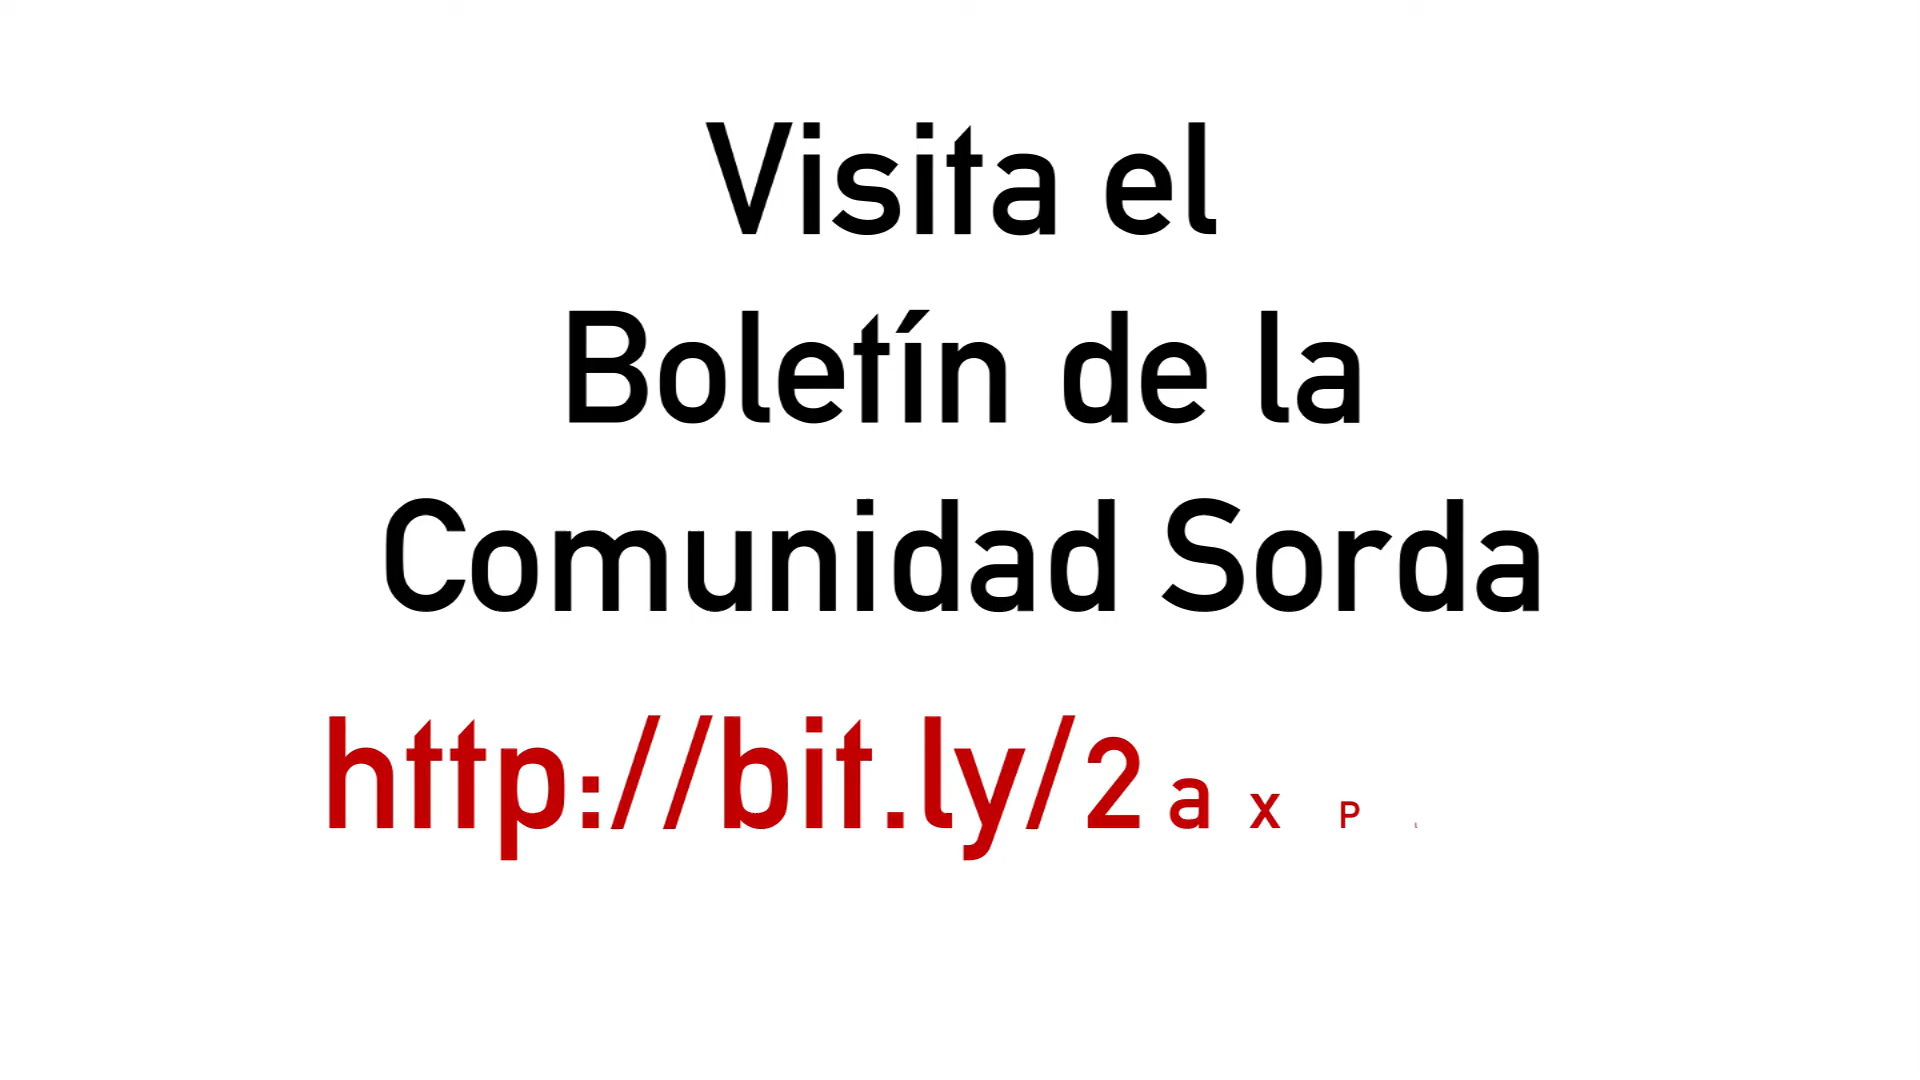 Visita el
Boletín de la
Comunidad Sorda
http://bit.ly/2axP